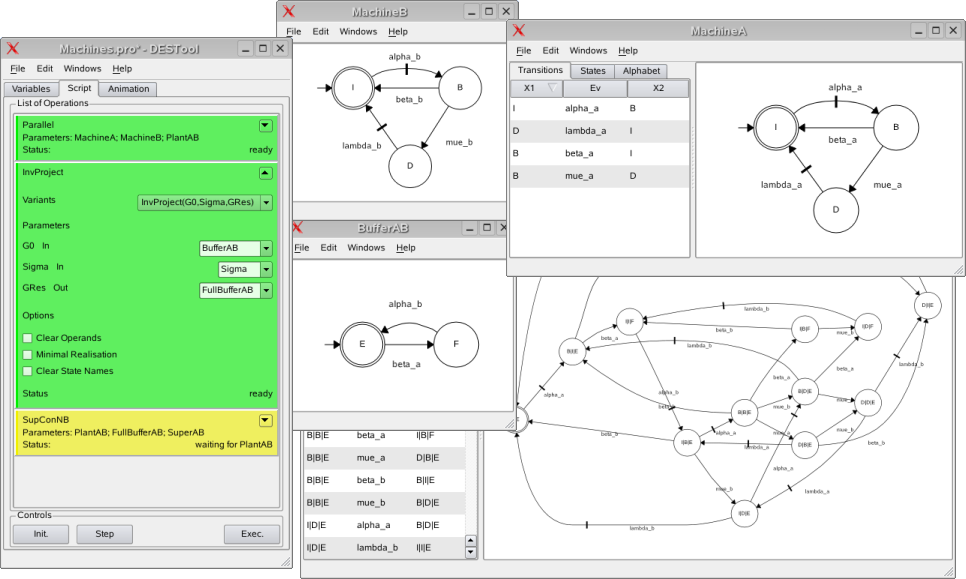 Machines.pro* - DESTool
File Edit Windows Help
Variables Script Animation
List of Operations
Parallel
Parameters: MachineA; MachineB; PlantAB
Status: ready
InvProject
Variants InvProject(G0,Sigma,GRes)
Parameters
G0 In BufferAB
Sigma In Sigma
GRes Out FullBufferAB
Options
Clear Operands
Minimal Realisation
Clear State Names
Status ready
SupConNB
Parameters: PlantAB; FullBufferAB; SuperAB
Status: waiting for PlantAB
Controls
Init. Step Exec.
MachineB
File Edit Windows Help
alpha_b
I B
beta_b
lambda_b mue_b
D
MachineA
File Edit Windows Help
Transitions States Alphabet
X1 Ev X2
I alpha_a B
D lambda_a I
B beta_a I
B mue_a D
alpha_a
I B
beta_a
lambda_a mue_a
D
BufferAB
File Edit Windows Help
alpha_b
E F
beta_a
B|B|E beta_a I|B|F
B|B|E mue_a D|B|E
B|B|E beta_b B|I|E
B|B|E mue_b B|D|E
I|D|E alpha_a B|D|E
I|D|E lambda_b I|I|E
D|I|E
lambda_b
I|I|F
beta_b
I|B|F
mue_b
I|D|F
beta_a
lambda_b
B|I|E
lambda_b
beta_a
beta_a
alpha_a
alpha_b
B|D|E
mue_a
D|D|E
B|B|E
mue_b
beta_b
alpha_a
mue_a
mue_b
beta_b
I|B|E
lambda_a
D|B|E
beta_b
alpha_a
mue_b
lambda_a
I|D|E
lambda_b